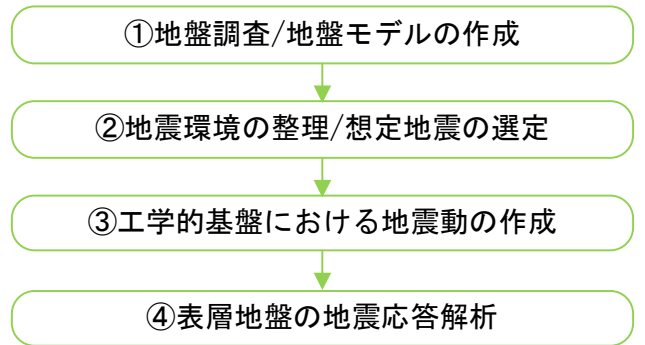 ①地盤調査/地盤モデルの作成
②地震環境の整理/想定地震の選定
③工学的基盤における地震動の作成
④表層地盤の地震応答解析